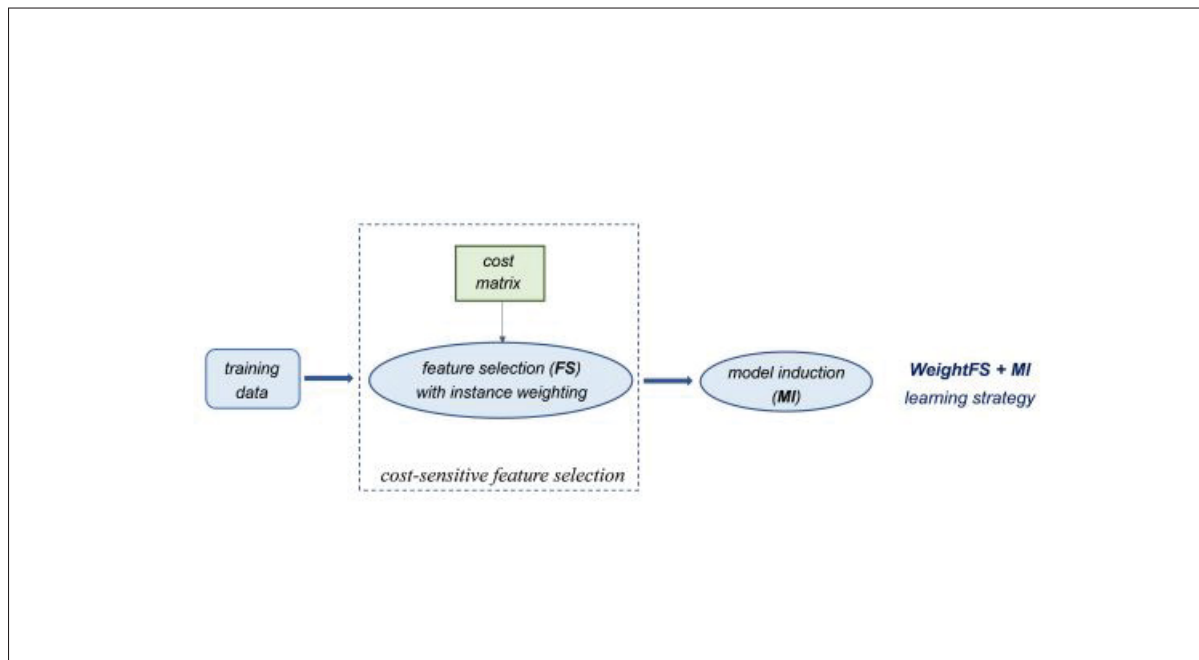 cost
matrix
training
data
feature selection (FS)
with instance weighting
model induction
(MI)
WeightFS + MI
learning strategy
cost-sensitive feature selection